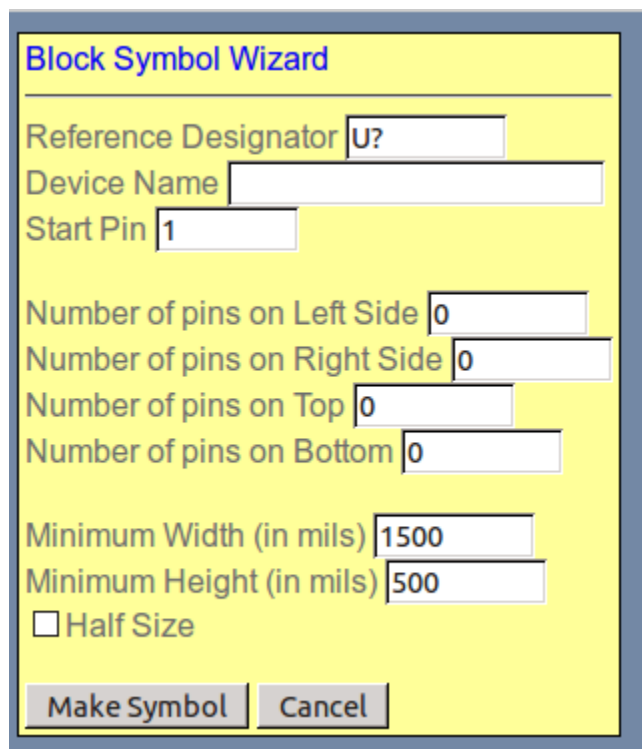 Block Symbol Wizard
Reference Designator U?
Device Name
Start Pin 1
Number of pins on Left Side 0
Number of pins on Right Side 0
Number of pins on Top 0
Number of pins on Bottom 0
Minimum Width (in mils) 1500
Minimum Height (in mils) 500
Half Size
Make Symbol Cancel